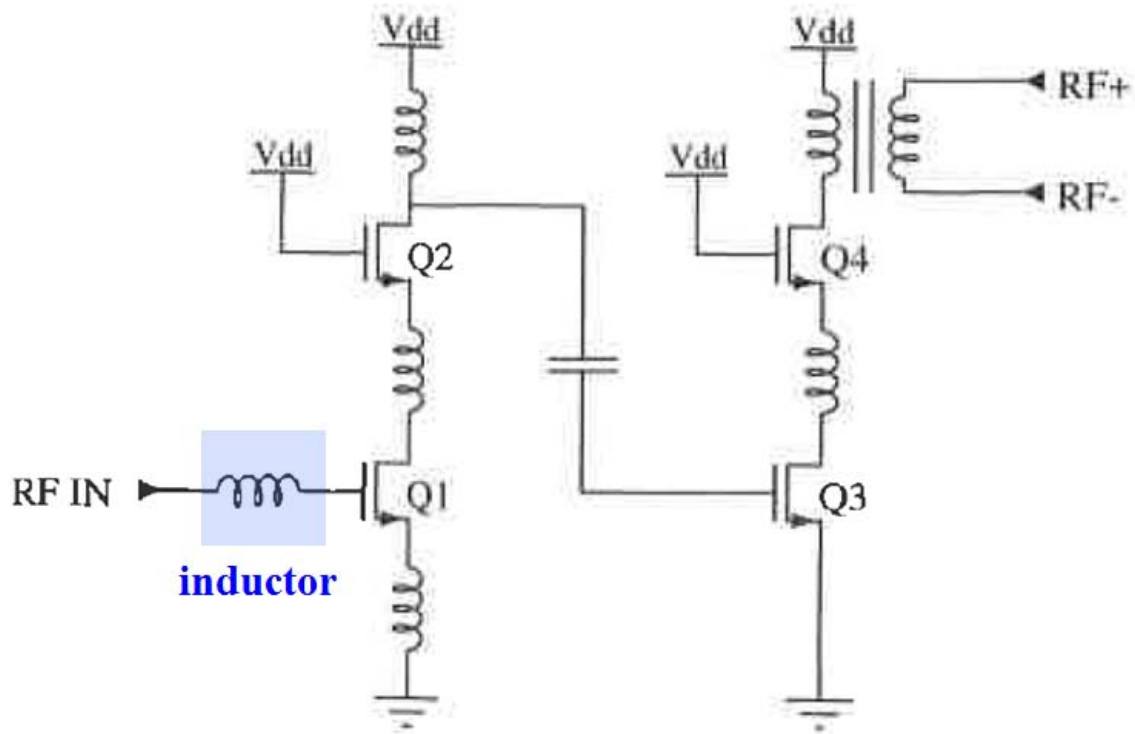 Vdd
Vdd
RF+
Vdd
Vdd
RF-
Q2
Q4
RF IN
Q1
Q3
inductor